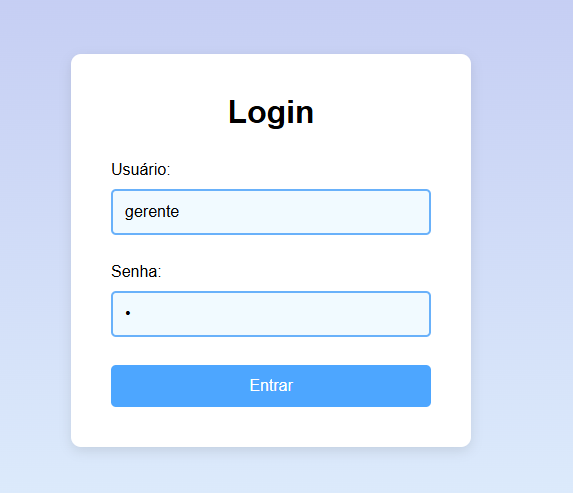 Login
Usuário:
gerente
Senha:
•
Entrar